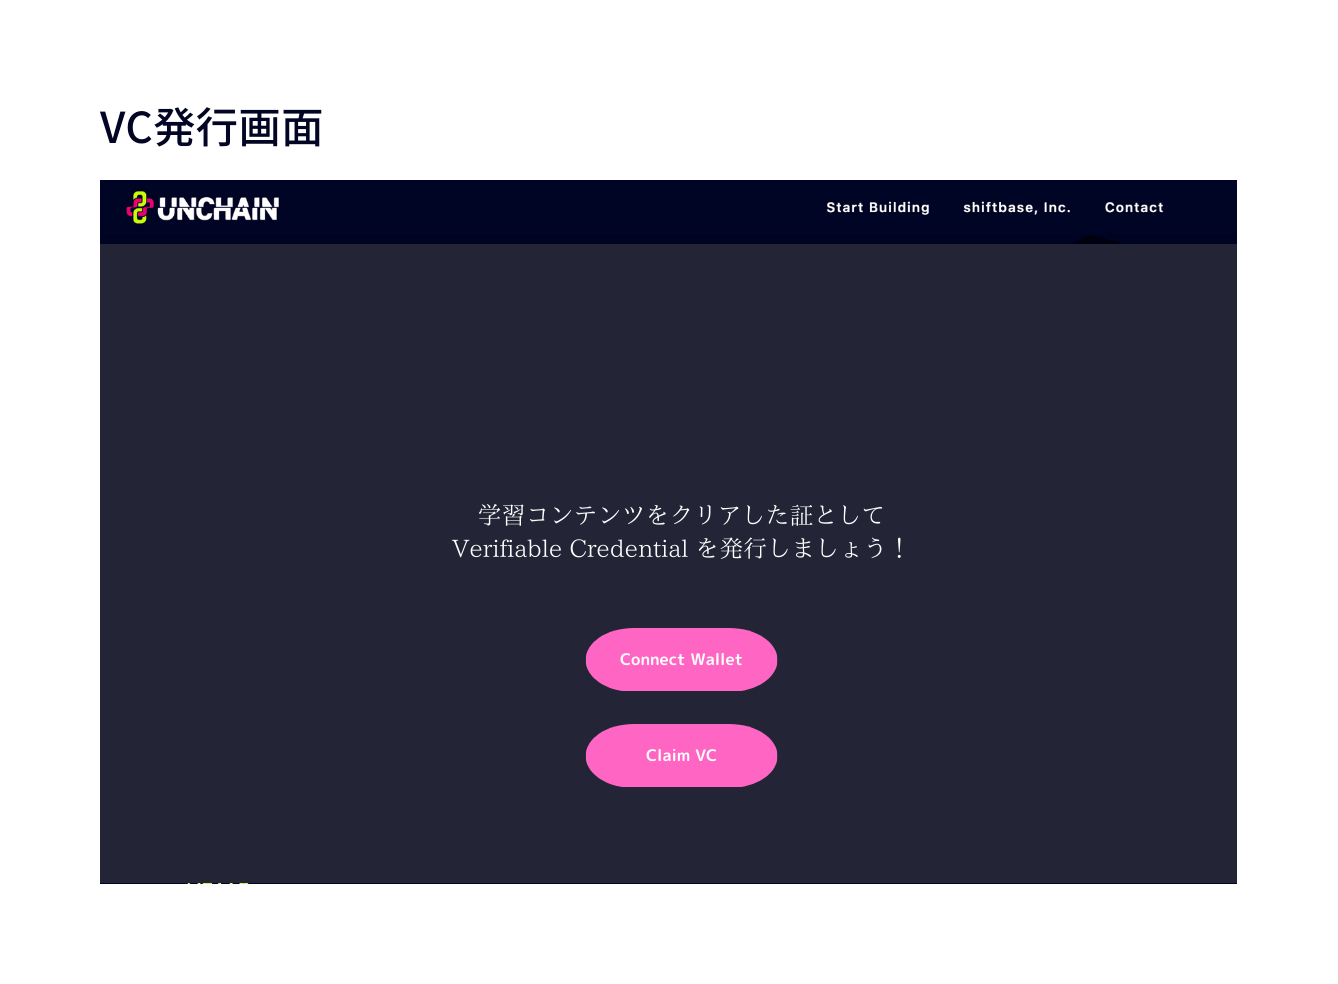 VC発行画面
UNCHAIN
Start Building
shiftbase, Inc.
Contact
学習コンテンツをクリアした証として
Verifiable Credential を発行しましょう！
Connect Wallet
Claim VC